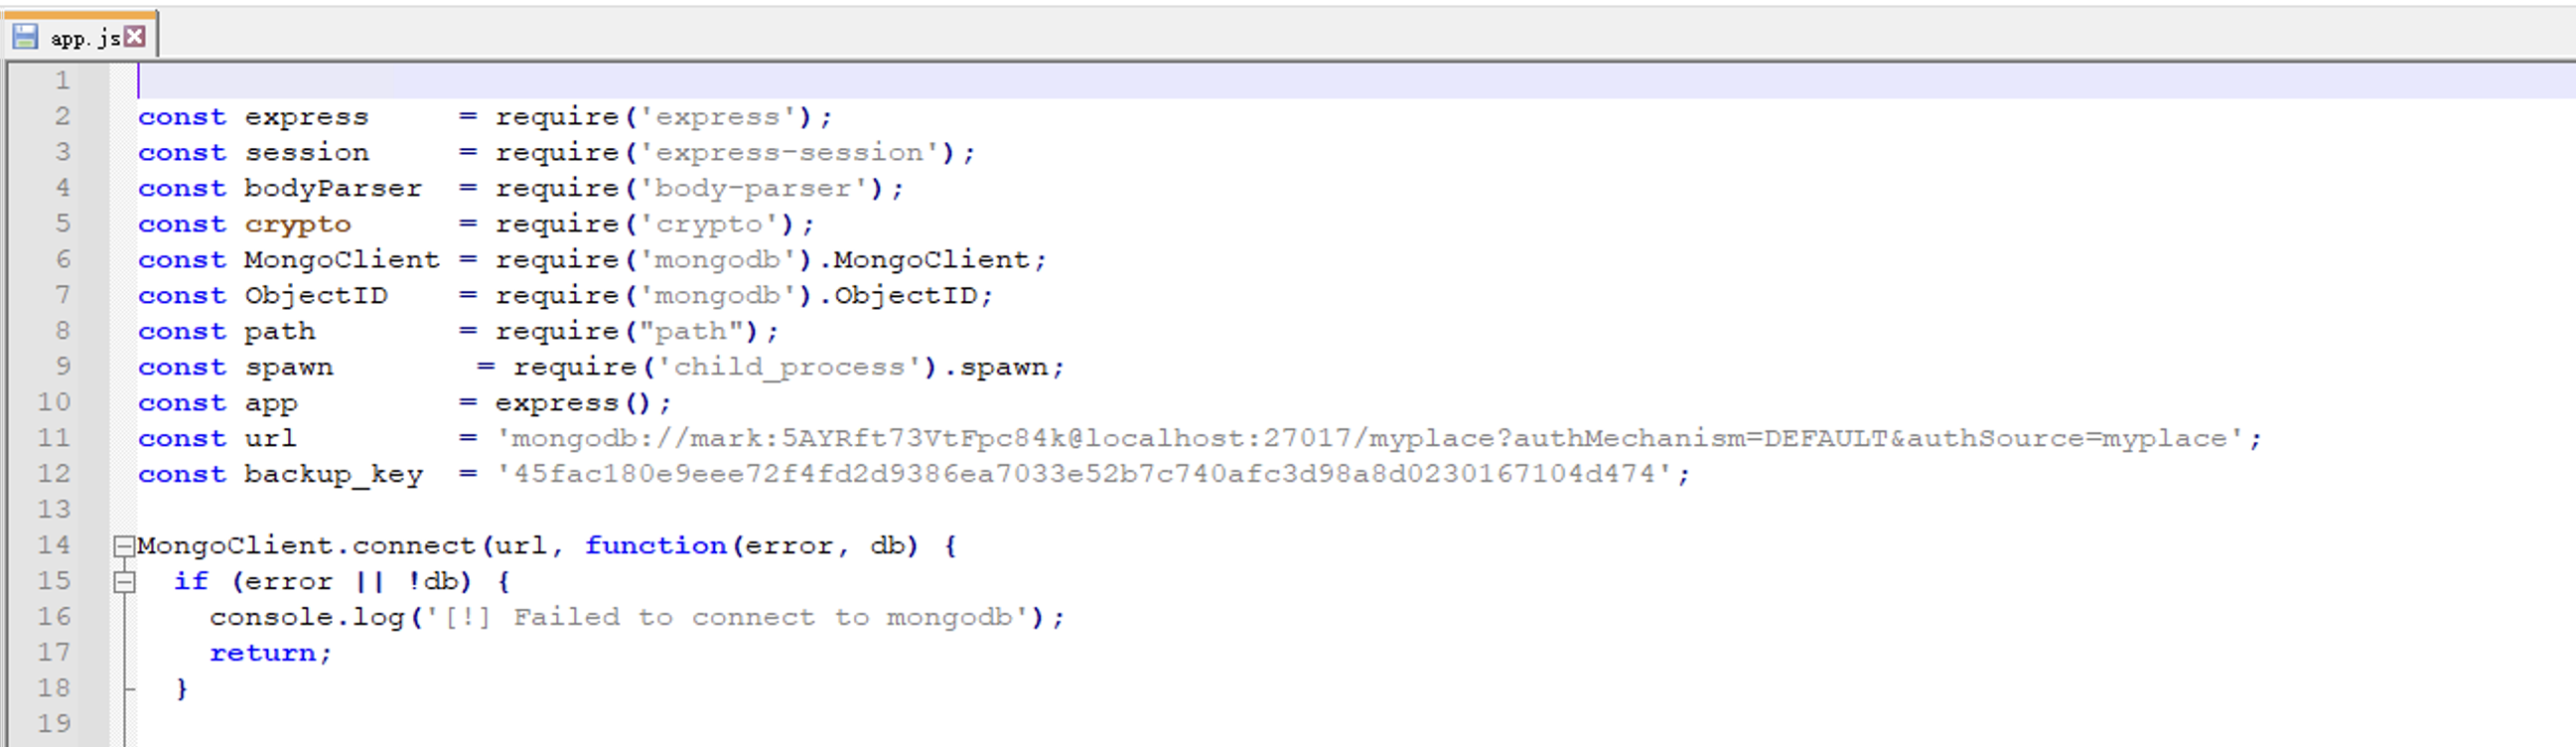 app.js
1
2 const express     = require('express');
3 const session     = require('express-session');
4 const bodyParser  = require('body-parser');
5 const crypto      = require('crypto');
6 const MongoClient = require('mongodb').MongoClient;
7 const ObjectID    = require('mongodb').ObjectID;
8 const path        = require("path");
9 const spawn        = require('child_process').spawn;
10 const app         = express();
11 const url         = 'mongodb://mark:5AYRft73VtFpc84k@localhost:27017/myplace?authMechanism=DEFAULT&authSource=myplace';
12 const backup_key  = '45fac180e9eee72f4fd2d9386ea7033e52b7c740afc3d98a8d0230167104d474';
13
14 MongoClient.connect(url, function(error, db) {
15   if (error || !db) {
16     console.log('[!] Failed to connect to mongodb');
17     return;
18   }
19